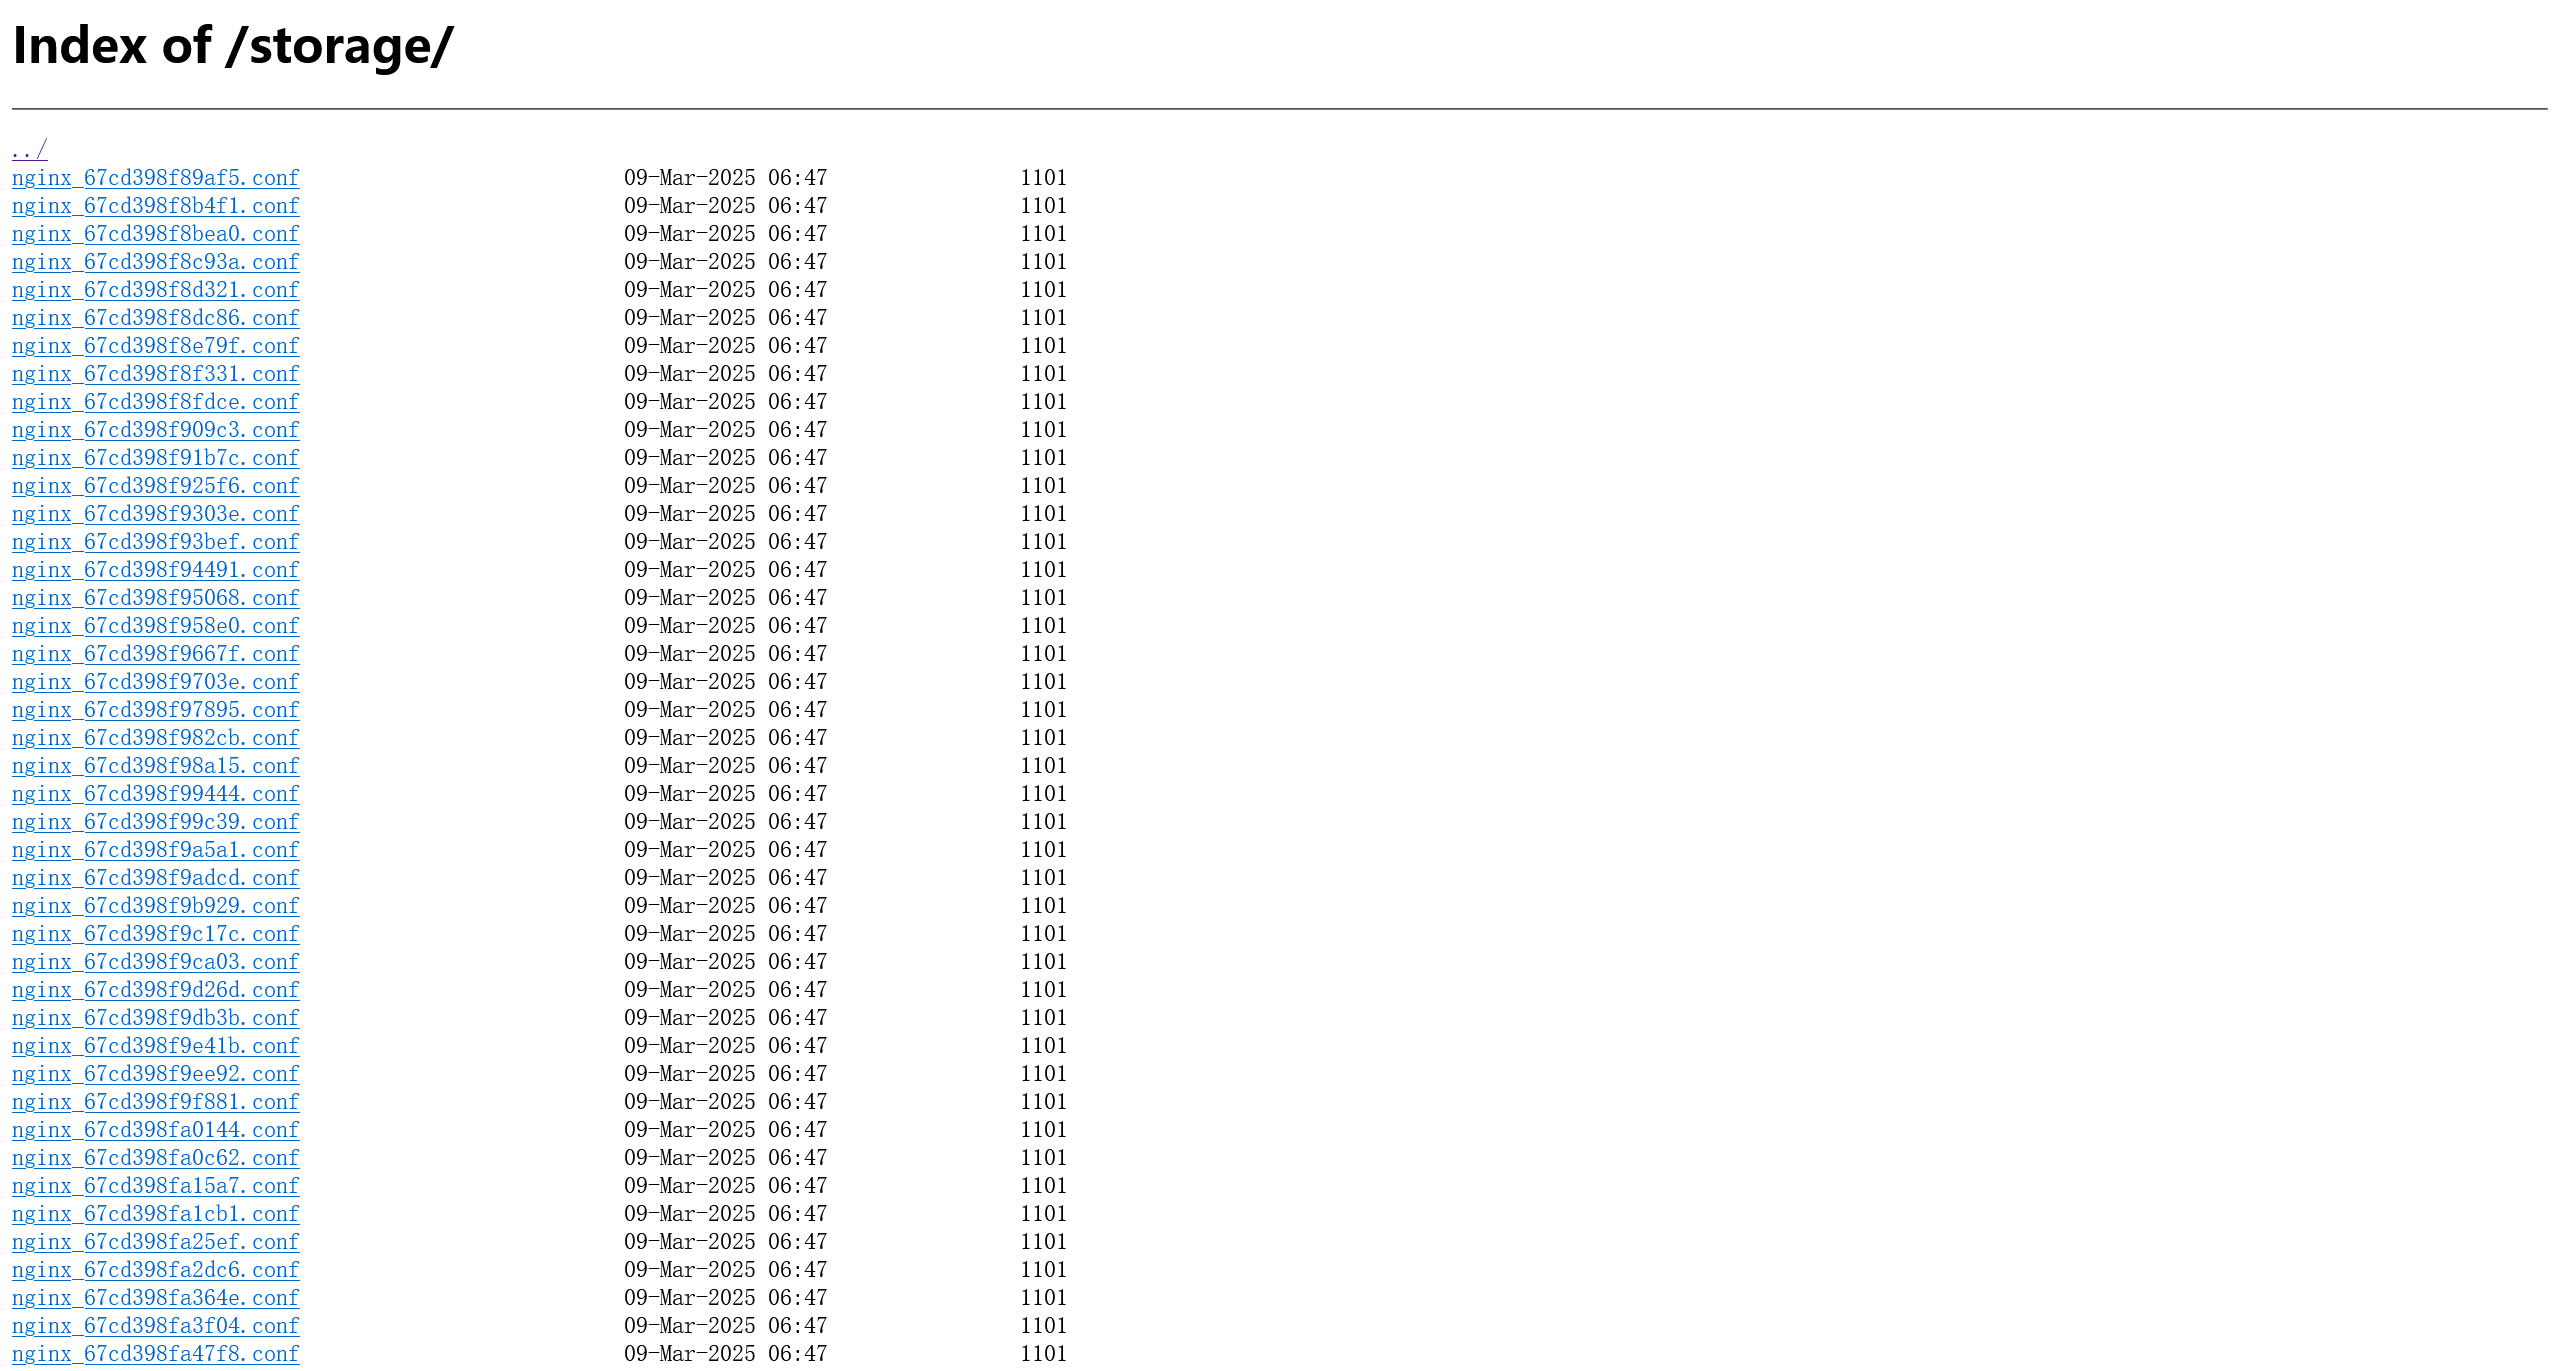 Index of /storage/
../
nginx_67cd398f89af5.conf 09-Mar-2025 06:47 1101
nginx_67cd398f8b4f1.conf 09-Mar-2025 06:47 1101
nginx_67cd398f8bea0.conf 09-Mar-2025 06:47 1101
nginx_67cd398f8c93a.conf 09-Mar-2025 06:47 1101
nginx_67cd398f8d321.conf 09-Mar-2025 06:47 1101
nginx_67cd398f8dc86.conf 09-Mar-2025 06:47 1101
nginx_67cd398f8e79f.conf 09-Mar-2025 06:47 1101
nginx_67cd398f8f331.conf 09-Mar-2025 06:47 1101
nginx_67cd398f8fdce.conf 09-Mar-2025 06:47 1101
nginx_67cd398f909c3.conf 09-Mar-2025 06:47 1101
nginx_67cd398f91b7c.conf 09-Mar-2025 06:47 1101
nginx_67cd398f925f6.conf 09-Mar-2025 06:47 1101
nginx_67cd398f9303e.conf 09-Mar-2025 06:47 1101
nginx_67cd398f93bef.conf 09-Mar-2025 06:47 1101
nginx_67cd398f94491.conf 09-Mar-2025 06:47 1101
nginx_67cd398f95068.conf 09-Mar-2025 06:47 1101
nginx_67cd398f958e0.conf 09-Mar-2025 06:47 1101
nginx_67cd398f9667f.conf 09-Mar-2025 06:47 1101
nginx_67cd398f9703e.conf 09-Mar-2025 06:47 1101
nginx_67cd398f97895.conf 09-Mar-2025 06:47 1101
nginx_67cd398f982cb.conf 09-Mar-2025 06:47 1101
nginx_67cd398f98a15.conf 09-Mar-2025 06:47 1101
nginx_67cd398f99444.conf 09-Mar-2025 06:47 1101
nginx_67cd398f99c39.conf 09-Mar-2025 06:47 1101
nginx_67cd398f9a5a1.conf 09-Mar-2025 06:47 1101
nginx_67cd398f9adcd.conf 09-Mar-2025 06:47 1101
nginx_67cd398f9b929.conf 09-Mar-2025 06:47 1101
nginx_67cd398f9c17c.conf 09-Mar-2025 06:47 1101
nginx_67cd398f9ca03.conf 09-Mar-2025 06:47 1101
nginx_67cd398f9d26d.conf 09-Mar-2025 06:47 1101
nginx_67cd398f9db3b.conf 09-Mar-2025 06:47 1101
nginx_67cd398f9e41b.conf 09-Mar-2025 06:47 1101
nginx_67cd398f9ee92.conf 09-Mar-2025 06:47 1101
nginx_67cd398f9f881.conf 09-Mar-2025 06:47 1101
nginx_67cd398fa0144.conf 09-Mar-2025 06:47 1101
nginx_67cd398fa0c62.conf 09-Mar-2025 06:47 1101
nginx_67cd398fa15a7.conf 09-Mar-2025 06:47 1101
nginx_67cd398fa1cb1.conf 09-Mar-2025 06:47 1101
nginx_67cd398fa25ef.conf 09-Mar-2025 06:47 1101
nginx_67cd398fa2dc6.conf 09-Mar-2025 06:47 1101
nginx_67cd398fa364e.conf 09-Mar-2025 06:47 1101
nginx_67cd398fa3f04.conf 09-Mar-2025 06:47 1101
nginx_67cd398fa47f8.conf 09-Mar-2025 06:47 1101